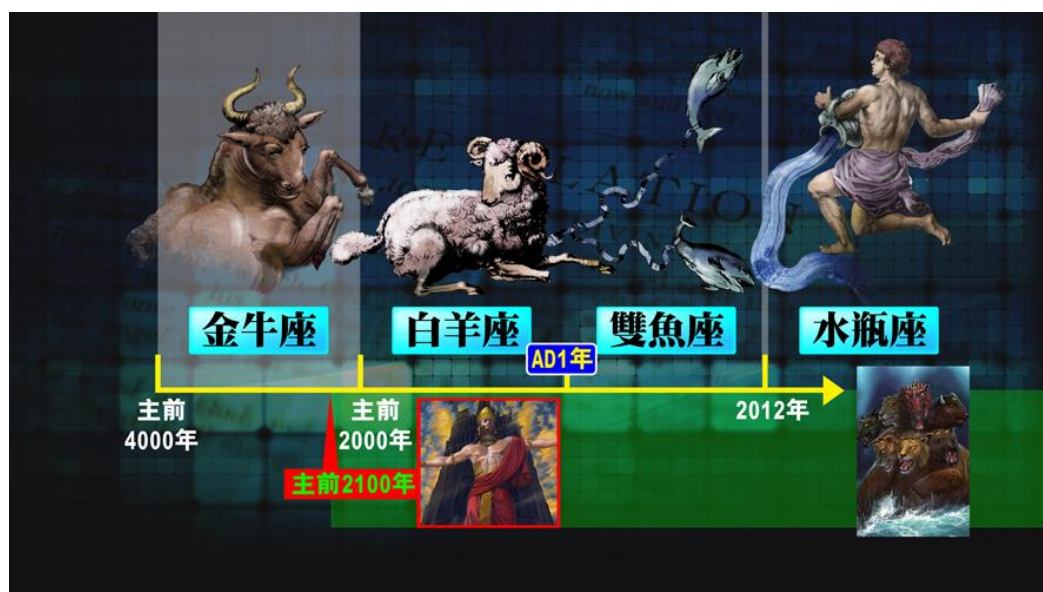 REVELATION
金牛座
白羊座
雙魚座
水瓶座
AD1年
主前
4000年
主前
2000年
2012年
主前2100年